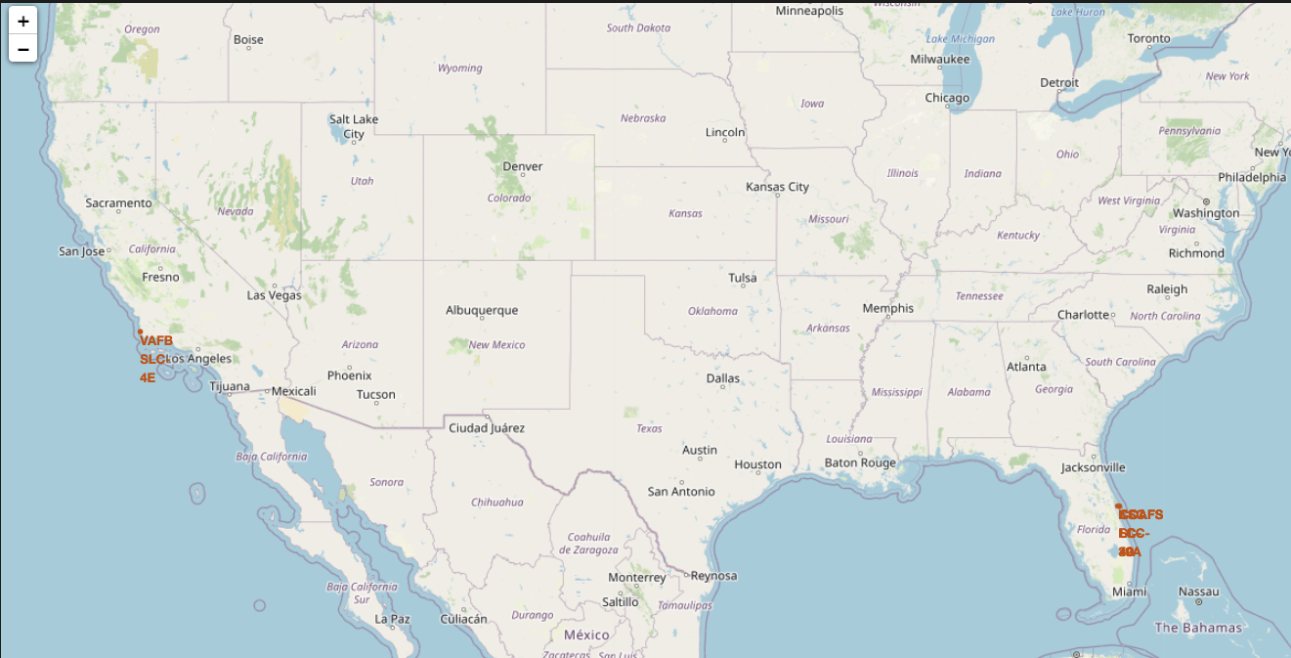 +
−
Minneapolis
Wisconsin
Lake Huron
Oregon
Boise
South Dakota
Lake Michigan
Toronto
Milwaukee
Wyoming
Detroit
New York
Chicago
Iowa
Nebraska
Salt Lake
City
Lincoln
Pennsylvania
New Yo
Denver
Ohio
Utah
Illinois
Indiana
Philadelphia
Kansas City
Colorado
Sacramento
Nevada
Kansas
Missouri
West Virginia
Washington
Virginia
Kentucky
San Jose
California
Richmond
Fresno
Tulsa
Las Vegas
Raleigh
Tennessee
Albuquerque
Oklahoma
Memphis
Charlotte
North Carolina
Arkansas
VAFB
SLC-
4E
Los Angeles
Arizona
New Mexico
South Carolina
Atlanta
Phoenix
Dallas
Tijuana
Mexicali
Tucson
Mississippi
Alabama
Georgia
Ciudad Juárez
Texas
Louisiana
Austin
Baja California
Houston
Baton Rouge
Jacksonville
Sonora
San Antonio
Chihuahua
Florida
Coahuila
de Zaragoza
Monterrey
Reynosa
Baja California
Sur
Miami
Nassau
Saltillo
Tamaulipas
La Paz
Culiacán
Durango
The Bahamas
México
Zacatecas
San Luis